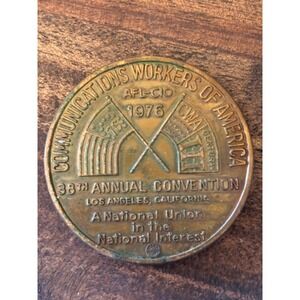 COMMUNICATIONS WORKERS OF AMERICA
AFL-CIO
1976
CWA
38TH ANNUAL CONVENTION
LOS ANGELES, CALIFORNIA
A National Union
in the
National Interest